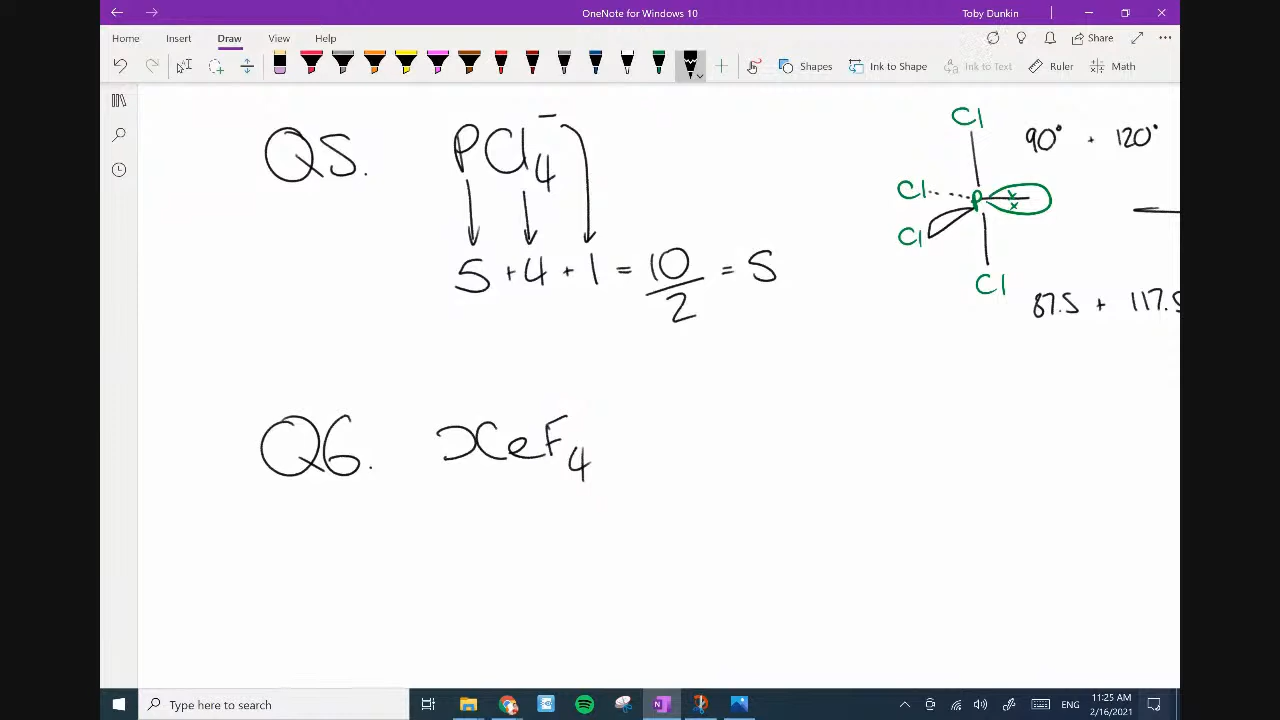 OneNote for Windows 10
Toby Dunkin
Home Insert Draw View Help
Share
Shapes Ink to Shape Ink to Text Ruler Math
Q5. PCl4-
5 + 4 + 1 = 10/2 = 5
Cl
90° + 120°
Cl P x x
Cl
Cl
87.5 + 117.5
Q6. XeF4
Type here to search
ENG
11:25 AM
2/16/2021